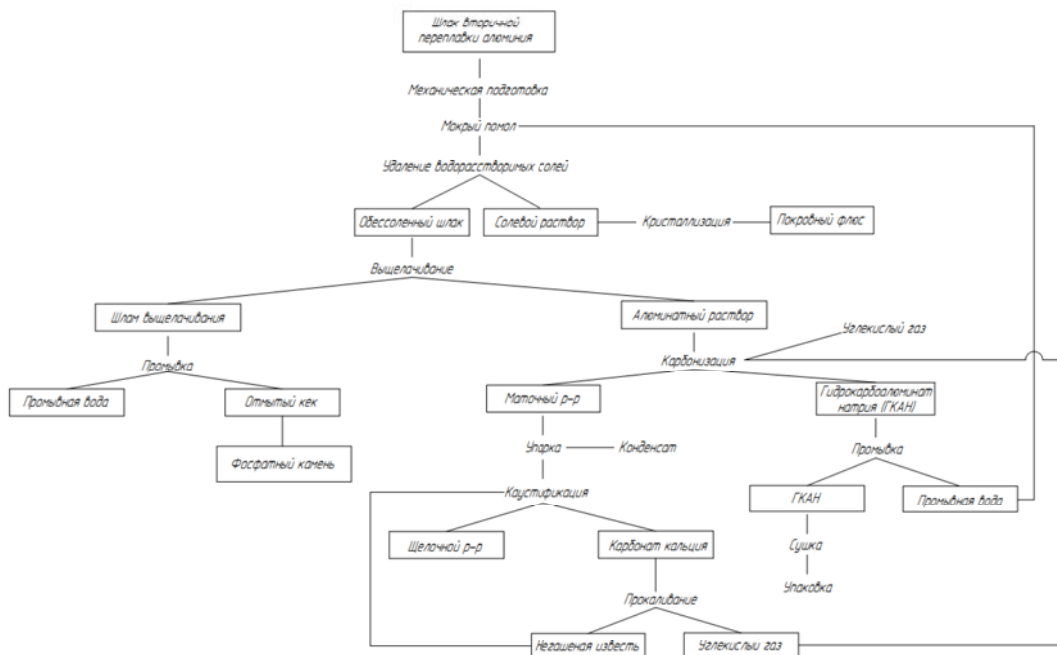 Шлак вторичной
переплавки алюминия
Механическая подготовка
Мокрый помол
Удаление водорасстворимых солей
Обессоленный шлак
Солевой раствор
Кристаллизация
Покровный флюс
Выщелачивание
Шлам выщелачивания
Алюминатный раствор
Углекислый газ
Промывка
Карбонизация
Промывная вода
Отмытый кек
Маточный р-р
Гидрокарбоалюминат
натрия (ГКАН)
Фосфатный камень
Упарка
Конденсат
Промывка
Каустификация
ГКАН
Промывная вода
Щелочной р-р
Карбонат кальция
Сушка
Упаковка
Прокаливание
Негашеная известь
Углекислый газ